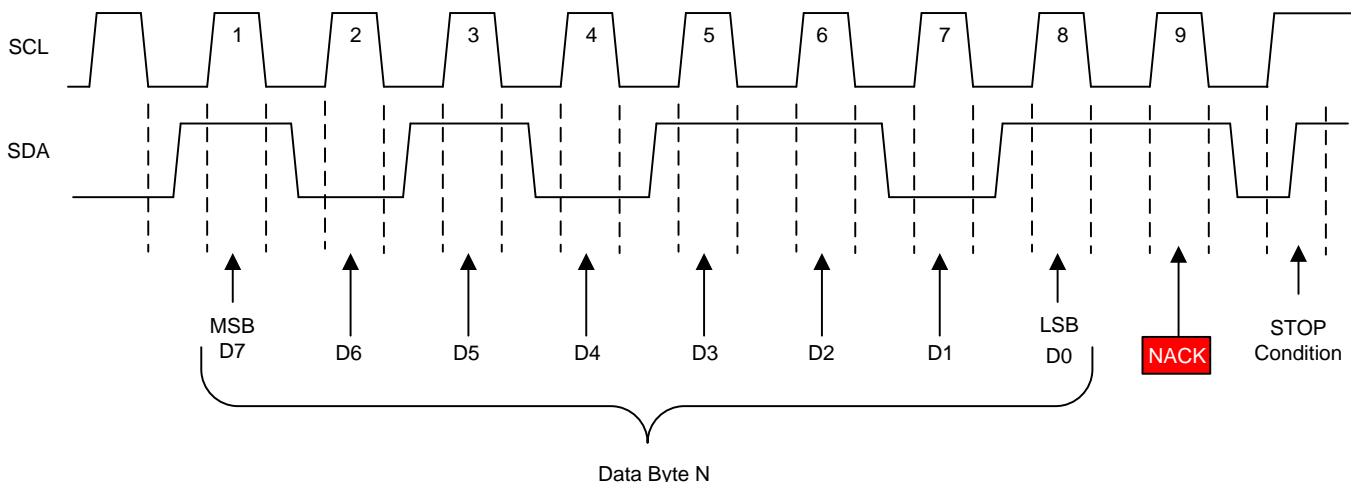 SCL
1 2 3 4 5 6 7 8 9
SDA
MSB
D7
D6
D5
D4
D3
D2
D1
LSB
D0
NACK
STOP
Condition
Data Byte N